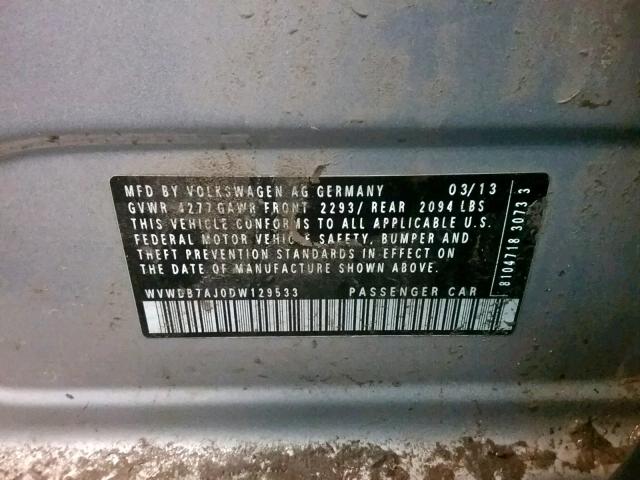 MFD BY VOLKSWAGEN AG GERMANY 03/13
GVWR 4277 GAWR FRONT 2293/ REAR 2094 LBS
THIS VEHICLE CONFORMS TO ALL APPLICABLE U.S.
FEDERAL MOTOR VEHICLE SAFETY, BUMPER AND
THEFT PREVENTION STANDARDS IN EFFECT ON
THE DATE OF MANUFACTURE SHOWN ABOVE.
WVWDB7AJ0DW129533 PASSENGER CAR
8104718 3073 3